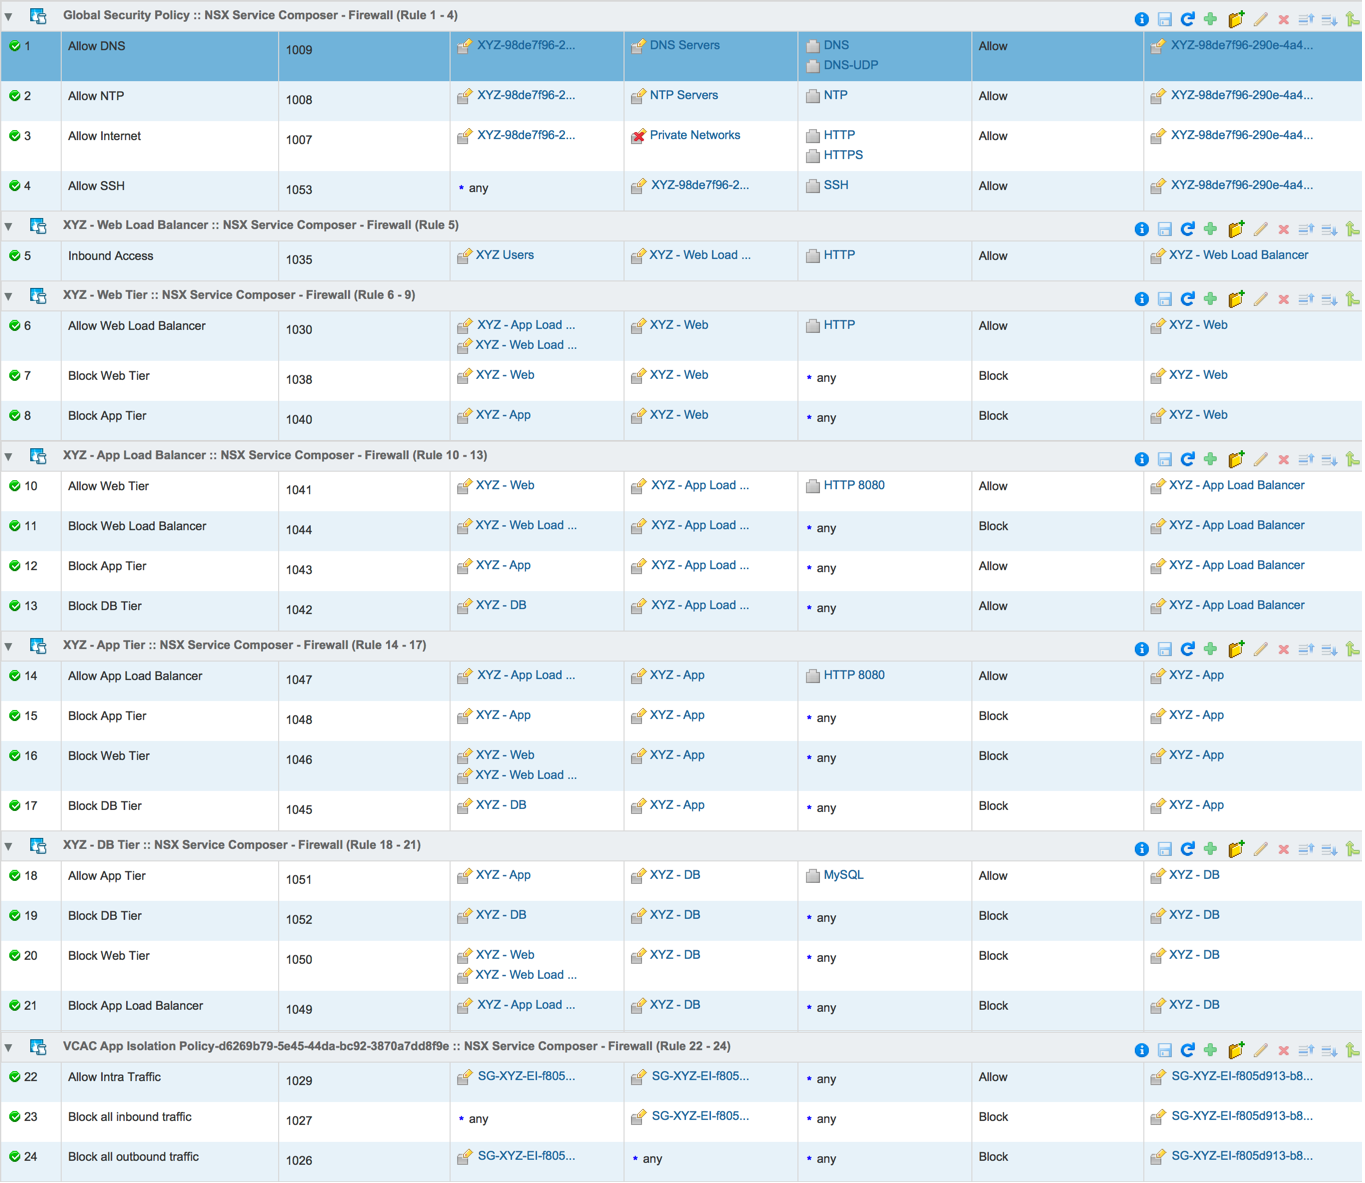 Global Security Policy :: NSX Service Composer - Firewall (Rule 1 - 4)
1 Allow DNS 1009 XYZ-98de7f96-2... DNS Servers DNS Allow XYZ-98de7f96-290e-4a4...
DNS-UDP
2 Allow NTP 1008 XYZ-98de7f96-2... NTP Servers NTP Allow XYZ-98de7f96-290e-4a4...
3 Allow Internet 1007 XYZ-98de7f96-2... Private Networks HTTP Allow XYZ-98de7f96-290e-4a4...
HTTPS
4 Allow SSH 1053 * any XYZ-98de7f96-2... SSH Allow XYZ-98de7f96-290e-4a4...
XYZ - Web Load Balancer :: NSX Service Composer - Firewall (Rule 5)
5 Inbound Access 1035 XYZ Users XYZ - Web Load ... HTTP Allow XYZ - Web Load Balancer
XYZ - Web Tier :: NSX Service Composer - Firewall (Rule 6 - 9)
6 Allow Web Load Balancer 1030 XYZ - App Load ... XYZ - Web HTTP Allow XYZ - Web
XYZ - Web Load ...
7 Block Web Tier 1038 XYZ - Web XYZ - Web * any Block XYZ - Web
8 Block App Tier 1040 XYZ - App XYZ - Web * any Block XYZ - Web
XYZ - App Load Balancer :: NSX Service Composer - Firewall (Rule 10 - 13)
10 Allow Web Tier 1041 XYZ - Web XYZ - App Load ... HTTP 8080 Allow XYZ - App Load Balancer
11 Block Web Load Balancer 1044 XYZ - Web Load ... XYZ - App Load ... * any Block XYZ - App Load Balancer
12 Block App Tier 1043 XYZ - App XYZ - App Load ... * any Allow XYZ - App Load Balancer
13 Block DB Tier 1042 XYZ - DB XYZ - App Load ... * any Allow XYZ - App Load Balancer
XYZ - App Tier :: NSX Service Composer - Firewall (Rule 14 - 17)
14 Allow App Load Balancer 1047 XYZ - App Load ... XYZ - App HTTP 8080 Allow XYZ - App
15 Block App Tier 1048 XYZ - App XYZ - App * any Block XYZ - App
16 Block Web Tier 1046 XYZ - Web XYZ - App * any Block XYZ - App
XYZ - Web Load ...
17 Block DB Tier 1045 XYZ - DB XYZ - App * any Block XYZ - App
XYZ - DB Tier :: NSX Service Composer - Firewall (Rule 18 - 21)
18 Allow App Tier 1051 XYZ - App XYZ - DB MySQL Allow XYZ - DB
19 Block DB Tier 1052 XYZ - DB XYZ - DB * any Block XYZ - DB
20 Block Web Tier 1050 XYZ - Web XYZ - DB * any Block XYZ - DB
XYZ - Web Load ...
21 Block App Load Balancer 1049 XYZ - App Load ... XYZ - DB * any Block XYZ - DB
VCAC App Isolation Policy-d6269b79-5e45-44da-bc92-3870a7dd8f9e :: NSX Service Composer - Firewall (Rule 22 - 24)
22 Allow Intra Traffic 1029 SG-XYZ-EI-f805... SG-XYZ-EI-f805... * any Allow SG-XYZ-EI-f805d913-b8...
23 Block all inbound traffic 1027 * any SG-XYZ-EI-f805... * any Block SG-XYZ-EI-f805d913-b8...
24 Block all outbound traffic 1026 SG-XYZ-EI-f805... * any * any Block SG-XYZ-EI-f805d913-b8...